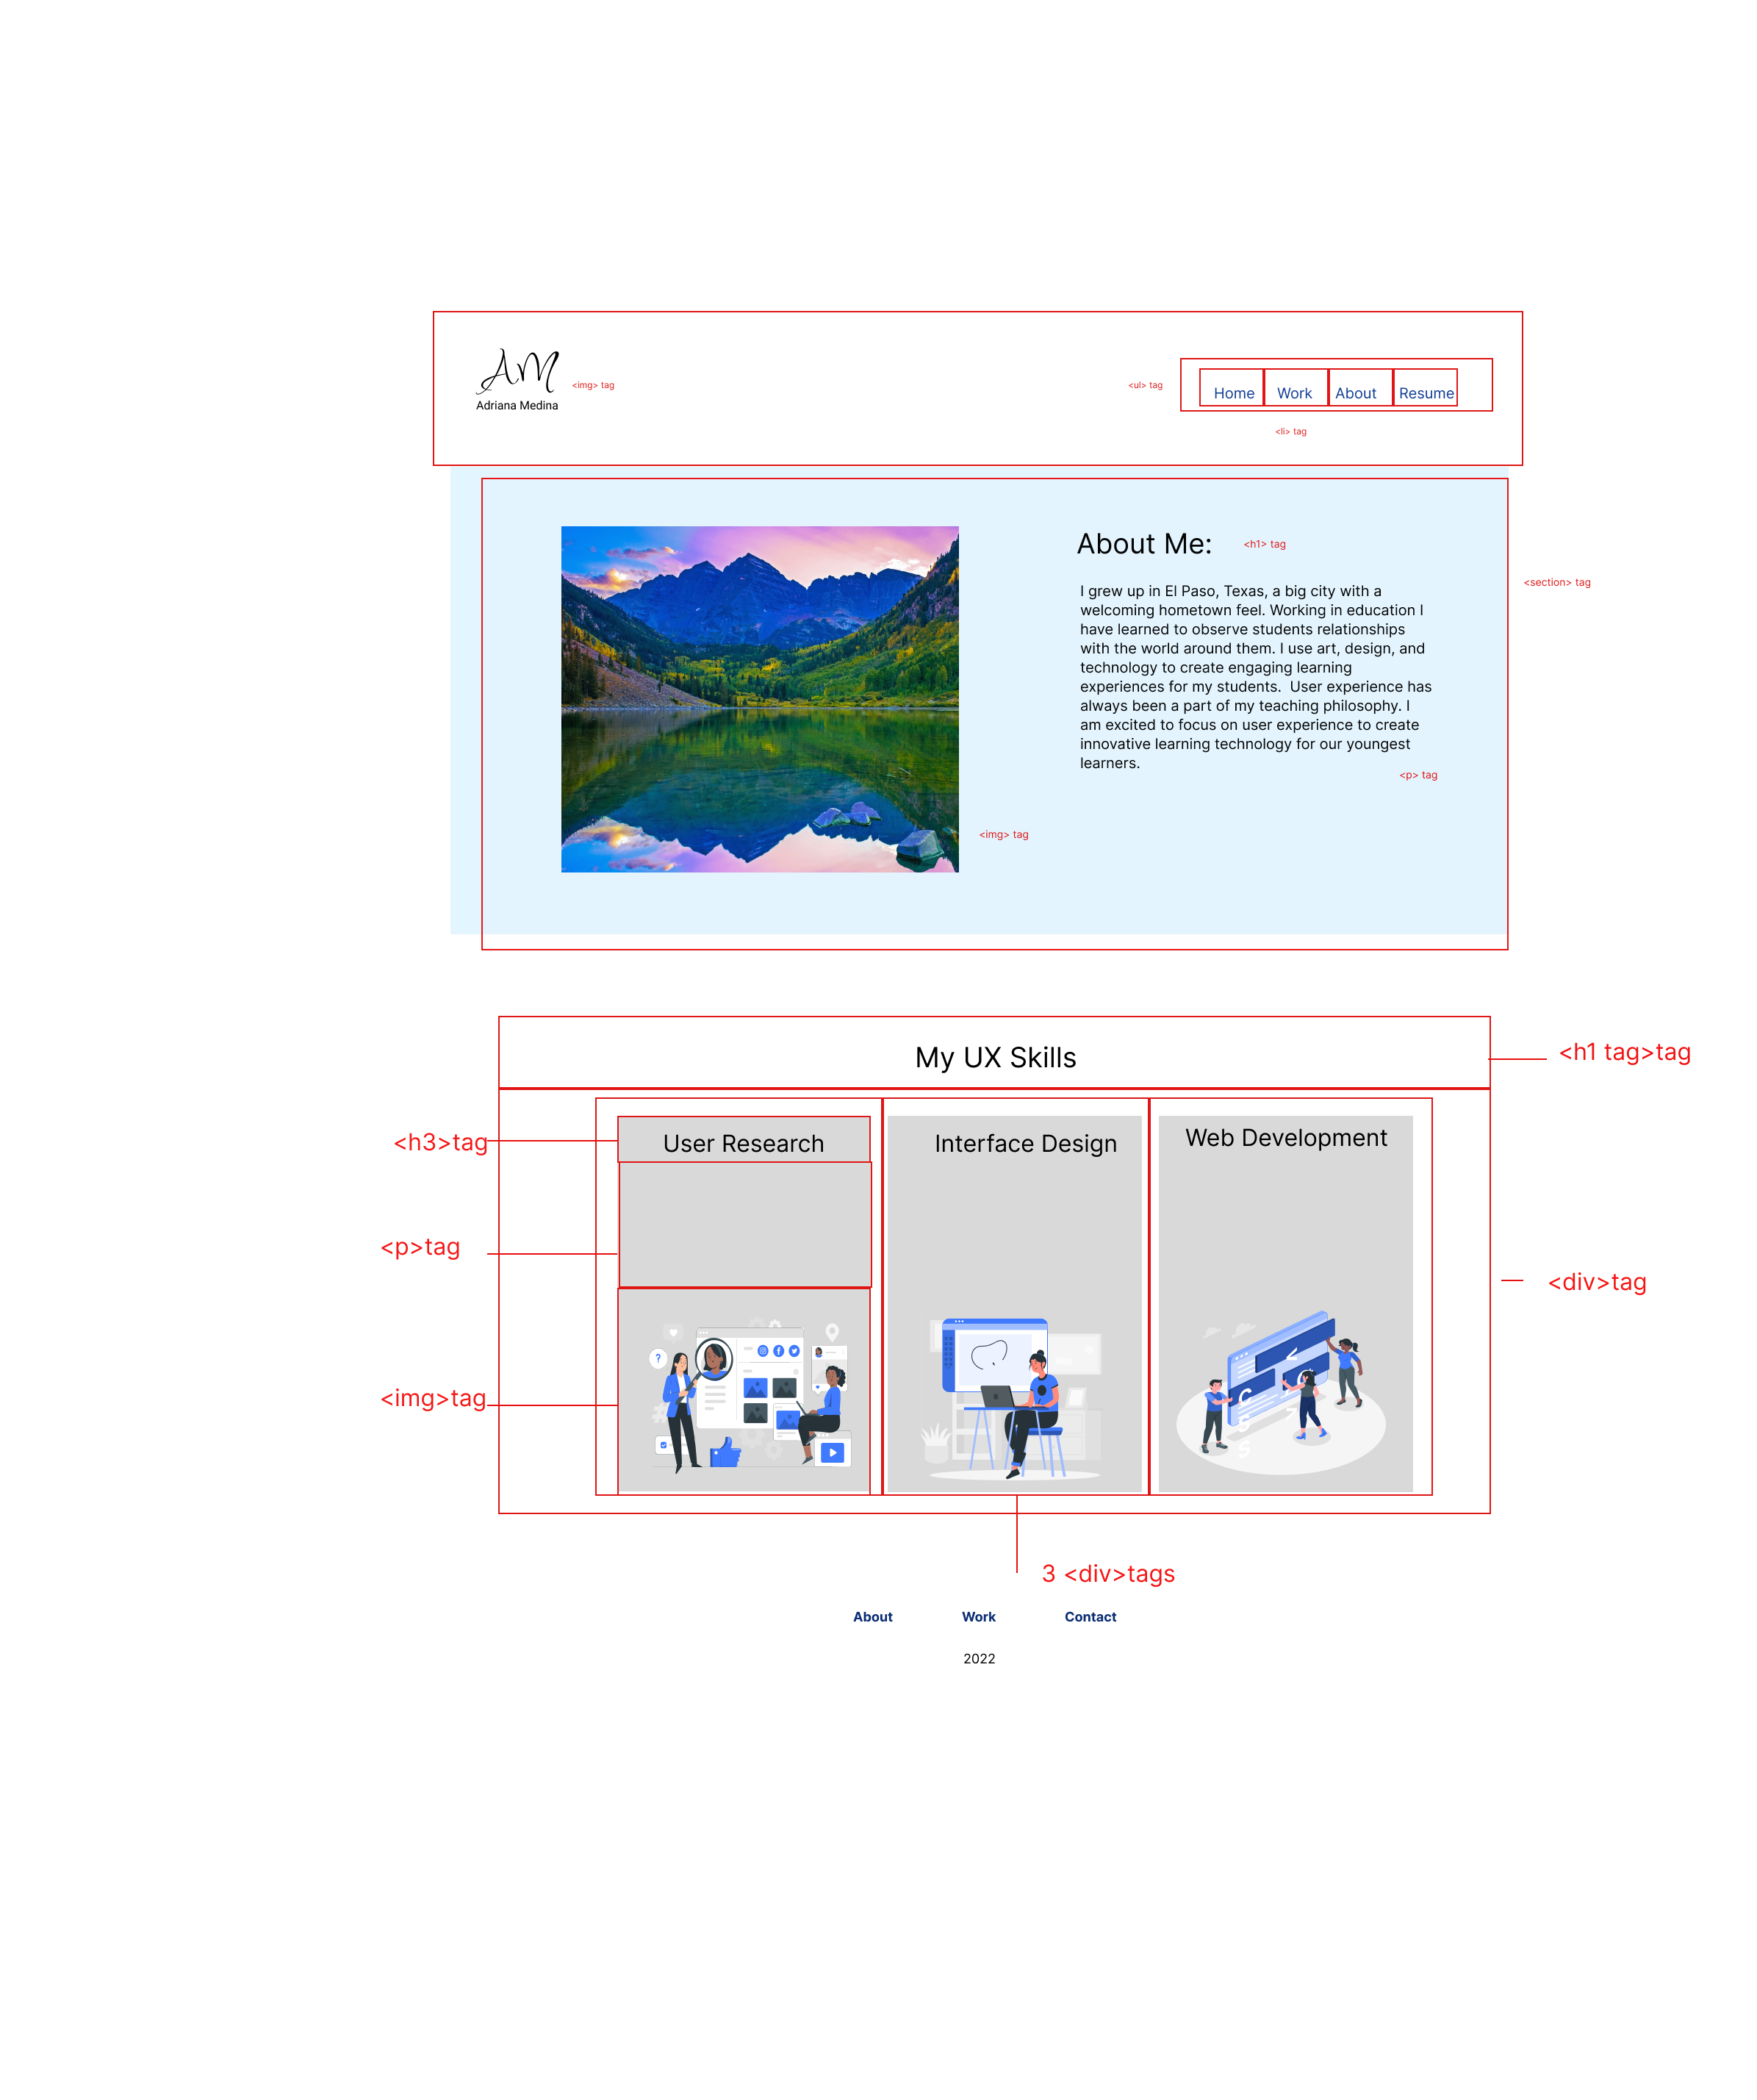 AM
Adriana Medina
<img> tag
<ul> tag
Home Work About Resume
<li> tag
About Me:
<h1> tag
I grew up in El Paso, Texas, a big city with a
welcoming hometown feel. Working in education I
have learned to observe students relationships
with the world around them. I use art, design, and
technology to create engaging learning
experiences for my students.  User experience has
always been a part of my teaching philosophy. I
am excited to focus on user experience to create
innovative learning technology for our youngest
learners.
<p> tag
<section> tag
<img> tag
My UX Skills
<h1 tag>tag
<h3>tag
User Research
Interface Design
Web Development
<p>tag
<div>tag
<img>tag
?
#
C
S
S
3 <div>tags
About Work Contact
2022